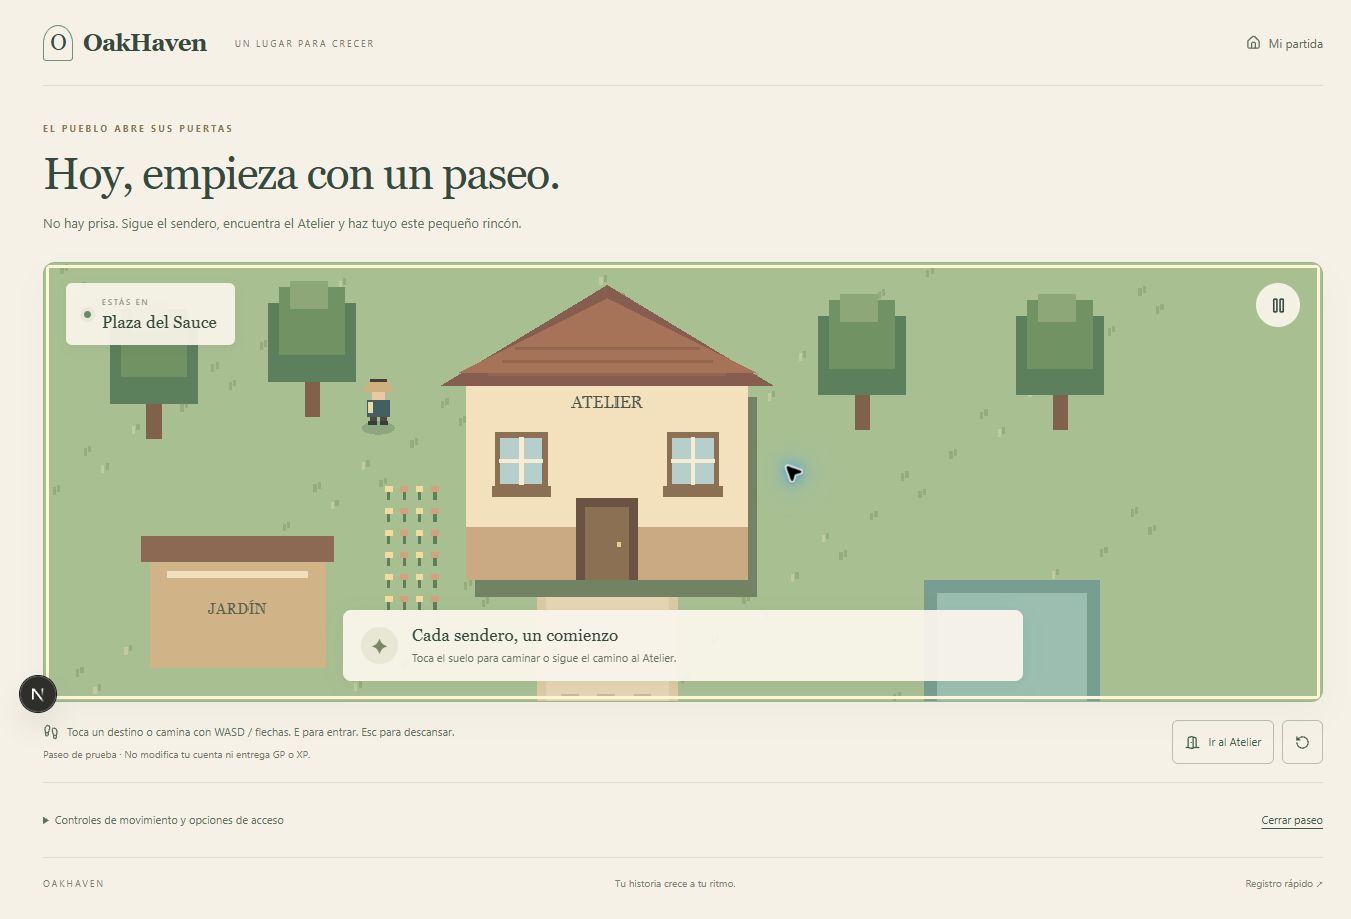 O OakHaven UN LUGAR PARA CRECER
Mi partida
EL PUEBLO ABRE SUS PUERTAS
Hoy, empieza con un paseo.
No hay prisa. Sigue el sendero, encuentra el Atelier y haz tuyo este pequeño rincón.
ESTÁS EN
Plaza del Sauce
ATELIER
JARDÍN
Cada sendero, un comienzo
Toca el suelo para caminar o sigue el camino al Atelier.
N
Toca un destino o camina con WASD / flechas. E para entrar. Esc para descansar.
Paseo de prueba · No modifica tu cuenta ni entrega GP o XP.
Ir al Atelier
Controles de movimiento y opciones de acceso
Cerrar paseo
OAKHAVEN
Tu historia crece a tu ritmo.
Registro rápido ↗